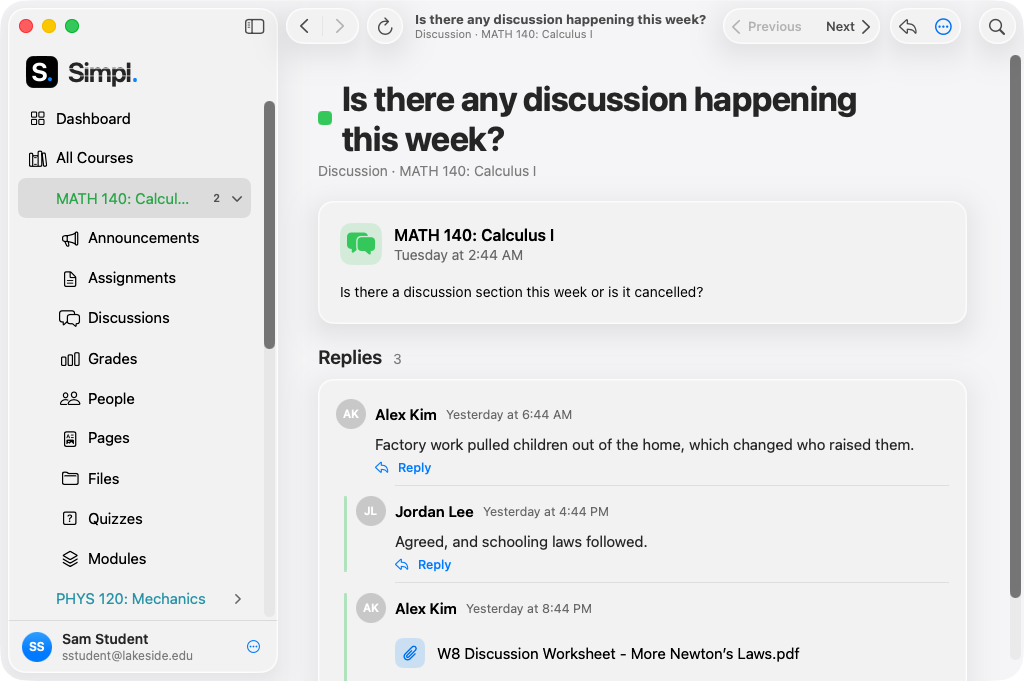 Is there any discussion happening this week?
Discussion · MATH 140: Calculus I
Previous
Next
S.
Simpl.
Dashboard
All Courses
MATH 140: Calcul...
2
Announcements
Assignments
Discussions
Grades
People
Pages
Files
Quizzes
Modules
PHYS 120: Mechanics
SS
Sam Student
sstudent@lakeside.edu
Is there any discussion happening
this week?
Discussion · MATH 140: Calculus I
MATH 140: Calculus I
Tuesday at 2:44 AM
Is there a discussion section this week or is it cancelled?
Replies 3
AK
Alex Kim Yesterday at 6:44 AM
Factory work pulled children out of the home, which changed who raised them.
Reply
JL
Jordan Lee Yesterday at 4:44 PM
Agreed, and schooling laws followed.
Reply
AK
Alex Kim Yesterday at 8:44 PM
W8 Discussion Worksheet - More Newton’s Laws.pdf